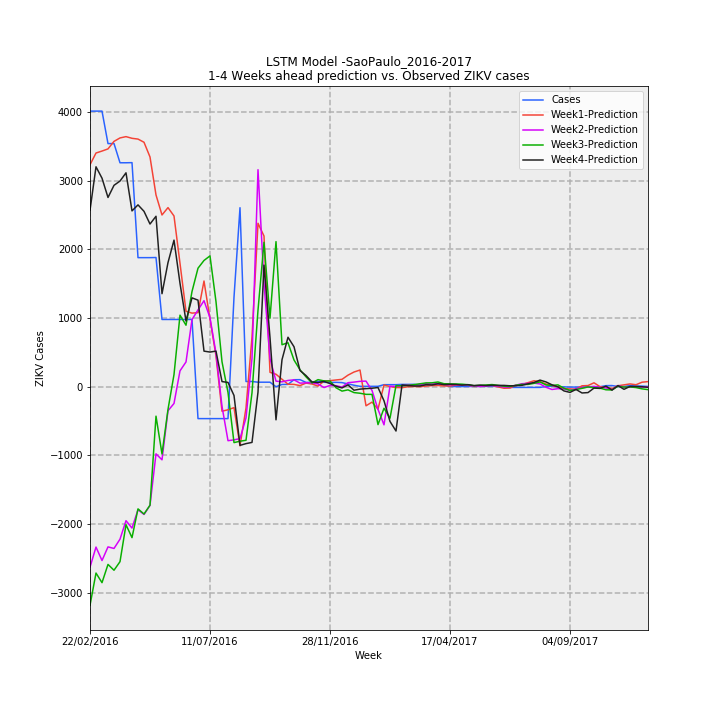 LSTM Model -SaoPaulo_2016-2017
1-4 Weeks ahead prediction vs. Observed ZIKV cases
Cases
Week1-Prediction
Week2-Prediction
Week3-Prediction
Week4-Prediction
ZIKV Cases
4000
3000
2000
1000
0
−1000
−2000
−3000
22/02/2016 11/07/2016 28/11/2016 17/04/2017 04/09/2017
Week